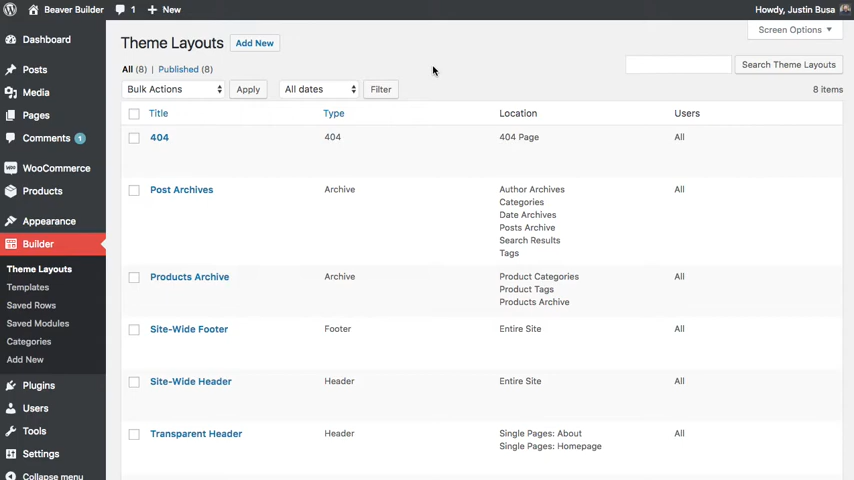 Beaver Builder 1 New Howdy, Justin Busa
Dashboard
Posts
Media
Pages
Comments 1
WooCommerce
Products
Appearance
Builder
Theme Layouts
Templates
Saved Rows
Saved Modules
Categories
Add New
Plugins
Users
Tools
Settings
Collapse menu
Screen Options
Theme Layouts Add New
All (8) | Published (8)
Search Theme Layouts
Bulk Actions Apply All dates Filter 8 items
Title Type Location Users
404 404 404 Page All
Post Archives Archive Author Archives All
Categories
Date Archives
Posts Archive
Search Results
Tags
Products Archive Archive Product Categories All
Product Tags
Products Archive
Site-Wide Footer Footer Entire Site All
Site-Wide Header Header Entire Site All
Transparent Header Header Single Pages: About All
Single Pages: Homepage